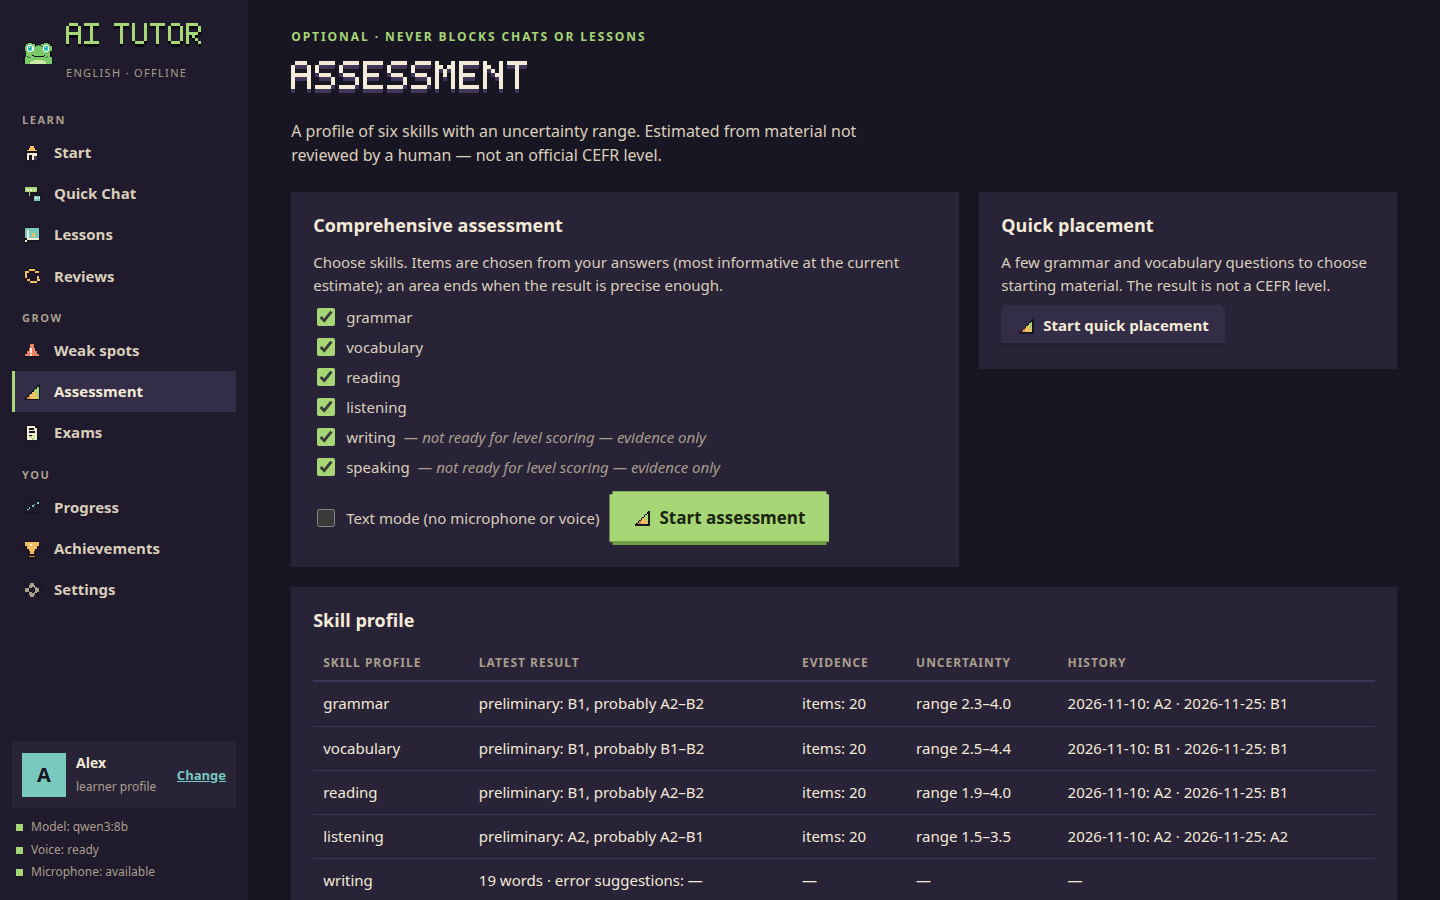 AI TUTOR
ENGLISH · OFFLINE
LEARN
Start
Quick Chat
Lessons
Reviews
GROW
Weak spots
Assessment
Exams
YOU
Progress
Achievements
Settings
A
Alex
learner profile
Change
Model: qwen3:8b
Voice: ready
Microphone: available
OPTIONAL · NEVER BLOCKS CHATS OR LESSONS
ASSESSMENT
A profile of six skills with an uncertainty range. Estimated from material not
reviewed by a human — not an official CEFR level.
Comprehensive assessment
Choose skills. Items are chosen from your answers (most informative at the current
estimate); an area ends when the result is precise enough.
grammar
vocabulary
reading
listening
writing — not ready for level scoring — evidence only
speaking — not ready for level scoring — evidence only
Text mode (no microphone or voice)
Start assessment
Quick placement
A few grammar and vocabulary questions to choose
starting material. The result is not a CEFR level.
Start quick placement
Skill profile
SKILL PROFILE LATEST RESULT EVIDENCE UNCERTAINTY HISTORY
grammar preliminary: B1, probably A2–B2 items: 20 range 2.3–4.0 2026-11-10: A2 · 2026-11-25: B1
vocabulary preliminary: B1, probably B1–B2 items: 20 range 2.5–4.4 2026-11-10: B1 · 2026-11-25: B1
reading preliminary: B1, probably A2–B2 items: 20 range 1.9–4.0 2026-11-10: A2 · 2026-11-25: B1
listening preliminary: A2, probably A2–B1 items: 20 range 1.5–3.5 2026-11-10: A2 · 2026-11-25: A2
writing 19 words · error suggestions: — — — —